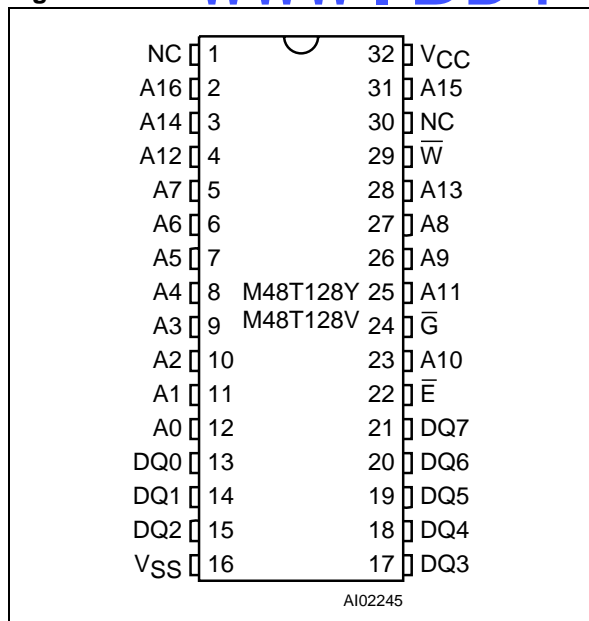 NC 1 32 VCC
A16 2 31 A15
A14 3 30 NC
A12 4 29 W̅
A7 5 28 A13
A6 6 27 A8
A5 7 26 A9
A4 8 M48T128Y 25 A11
A3 9 M48T128V 24 G̅
A2 10 23 A10
A1 11 22 E̅
A0 12 21 DQ7
DQ0 13 20 DQ6
DQ1 14 19 DQ5
DQ2 15 18 DQ4
VSS 16 17 DQ3
AI02245